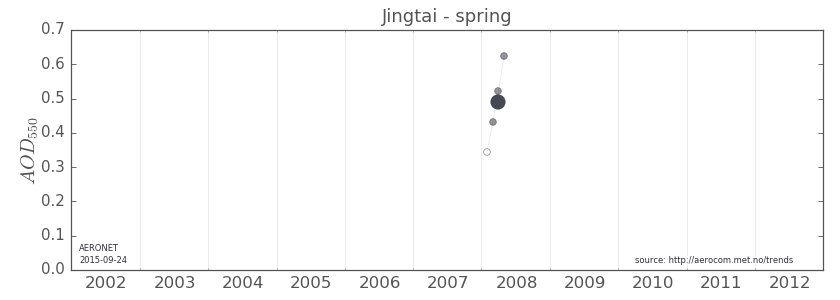 Jingtai - spring
0.7
0.6
0.5
0.4
0.3
0.2
0.1
0.0
AOD550
AERONET
2015-09-24
source: http://aerocom.met.no/trends
2002 2003 2004 2005 2006 2007 2008 2009 2010 2011 2012